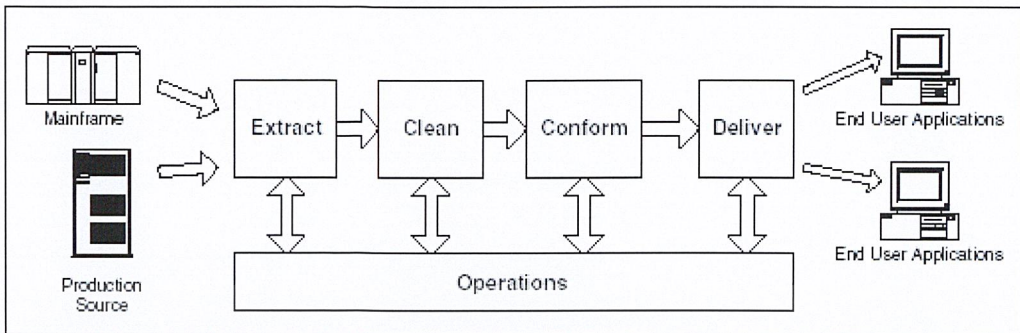 Mainframe
Production
Source
Extract
Clean
Conform
Deliver
Operations
End User Applications
End User Applications